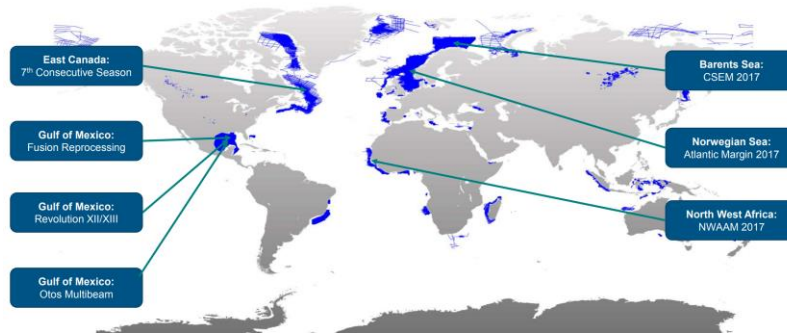 East Canada:
7th Consecutive Season
Gulf of Mexico:
Fusion Reprocessing
Gulf of Mexico:
Revolution XII/XIII
Gulf of Mexico:
Otos Multibeam
Barents Sea:
CSEM 2017
Norwegian Sea:
Atlantic Margin 2017
North West Africa:
NWAAM 2017